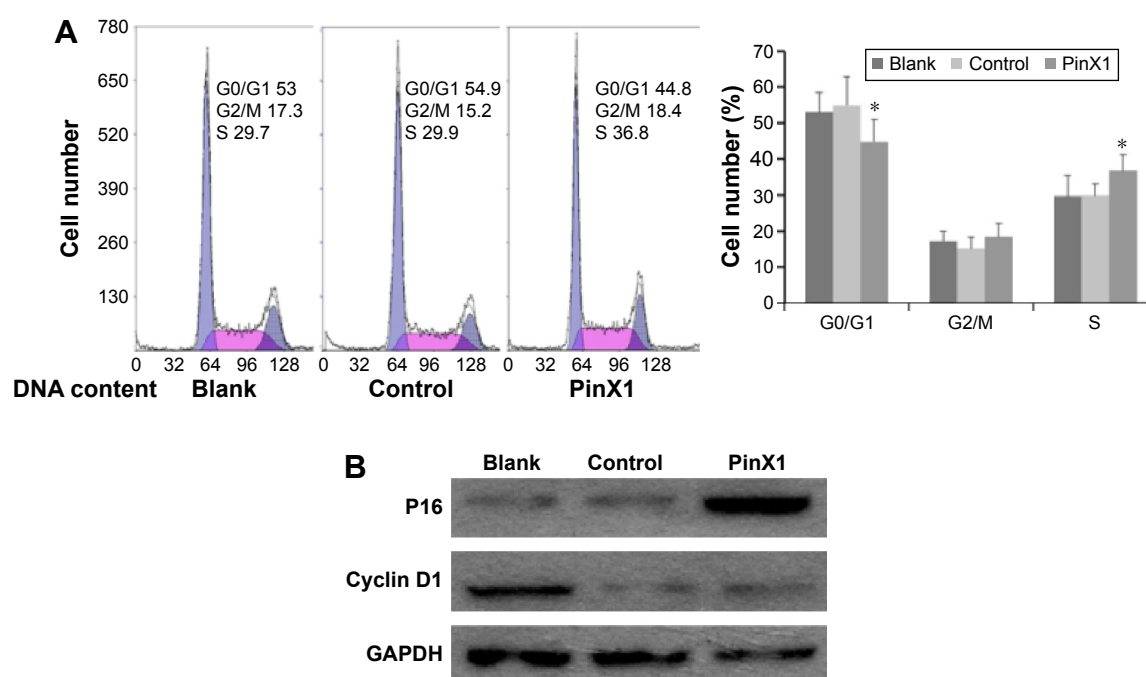 A
Cell number
780
650
520
390
260
130
G0/G1 53
G2/M 17.3
S 29.7
G0/G1 54.9
G2/M 15.2
S 29.9
G0/G1 44.8
G2/M 18.4
S 36.8
0 32 64 96 128
0 32 64 96 128
0 32 64 96 128
DNA content Blank Control PinX1
Cell number (%)
70
60
50
40
30
20
10
0
Blank Control PinX1
*
*
G0/G1 G2/M S
B
Blank Control PinX1
P16
Cyclin D1
GAPDH